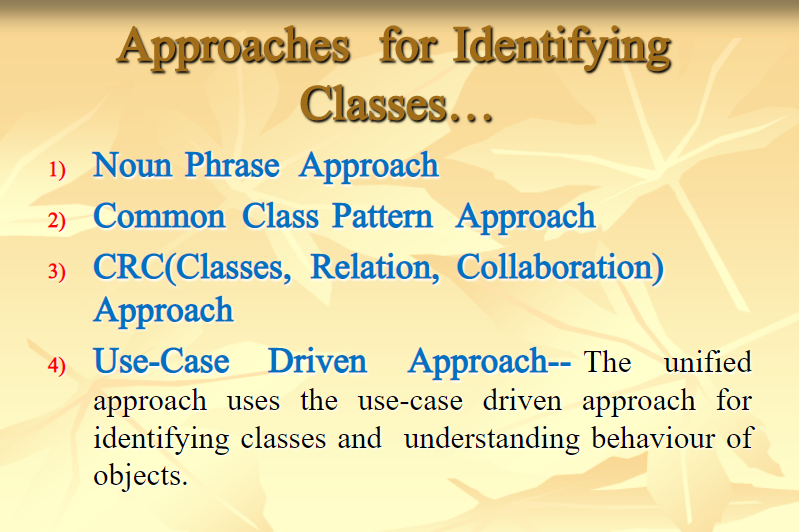 Approaches for Identifying
Classes…
1) Noun Phrase Approach
2) Common Class Pattern Approach
3) CRC(Classes, Relation, Collaboration)
Approach
4) Use-Case Driven Approach-- The unified
approach uses the use-case driven approach for
identifying classes and understanding behaviour of
objects.